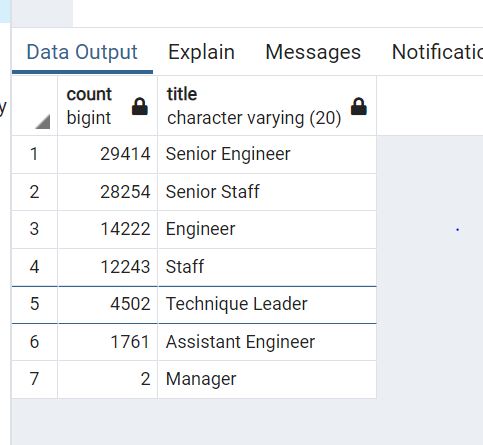 Data Output Explain Messages Notificatio
y
count title
bigint character varying (20)
1 29414 Senior Engineer
2 28254 Senior Staff
3 14222 Engineer
4 12243 Staff
5 4502 Technique Leader
6 1761 Assistant Engineer
7 2 Manager